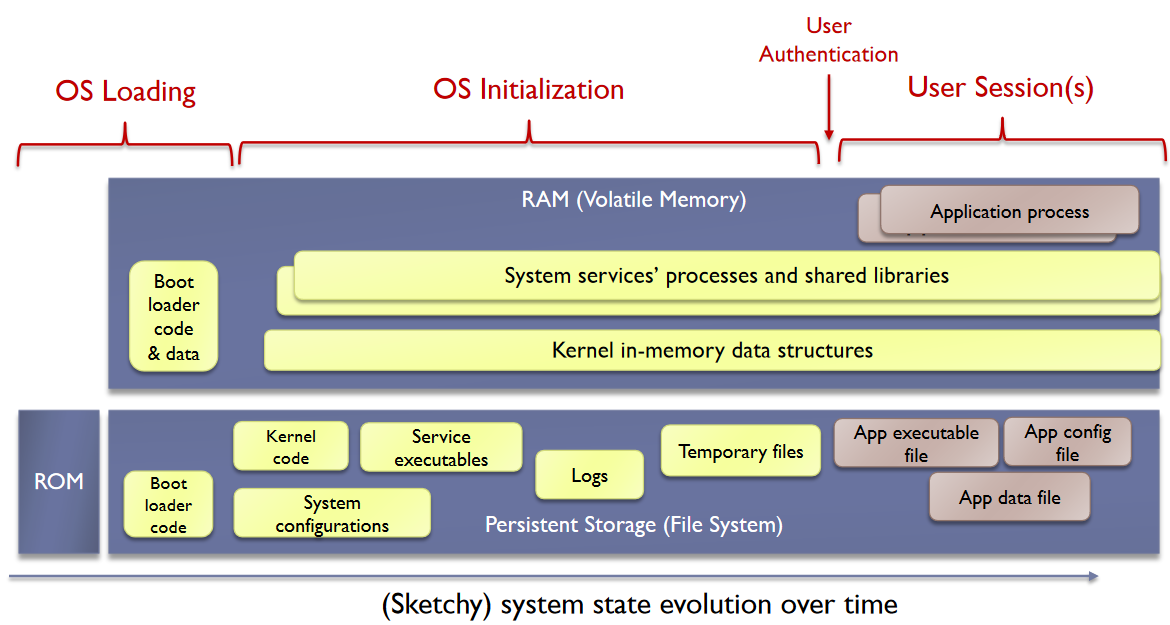 User
Authentication
OS Loading
OS Initialization
User Session(s)
RAM (Volatile Memory)
Application process
System services' processes and shared libraries
Boot
loader
code
& data
Kernel in-memory data structures
ROM
Boot
loader
code
Kernel
code
Service
executables
System
configurations
Logs
Temporary files
App executable
file
App config
file
App data file
Persistent Storage (File System)
(Sketchy) system state evolution over time